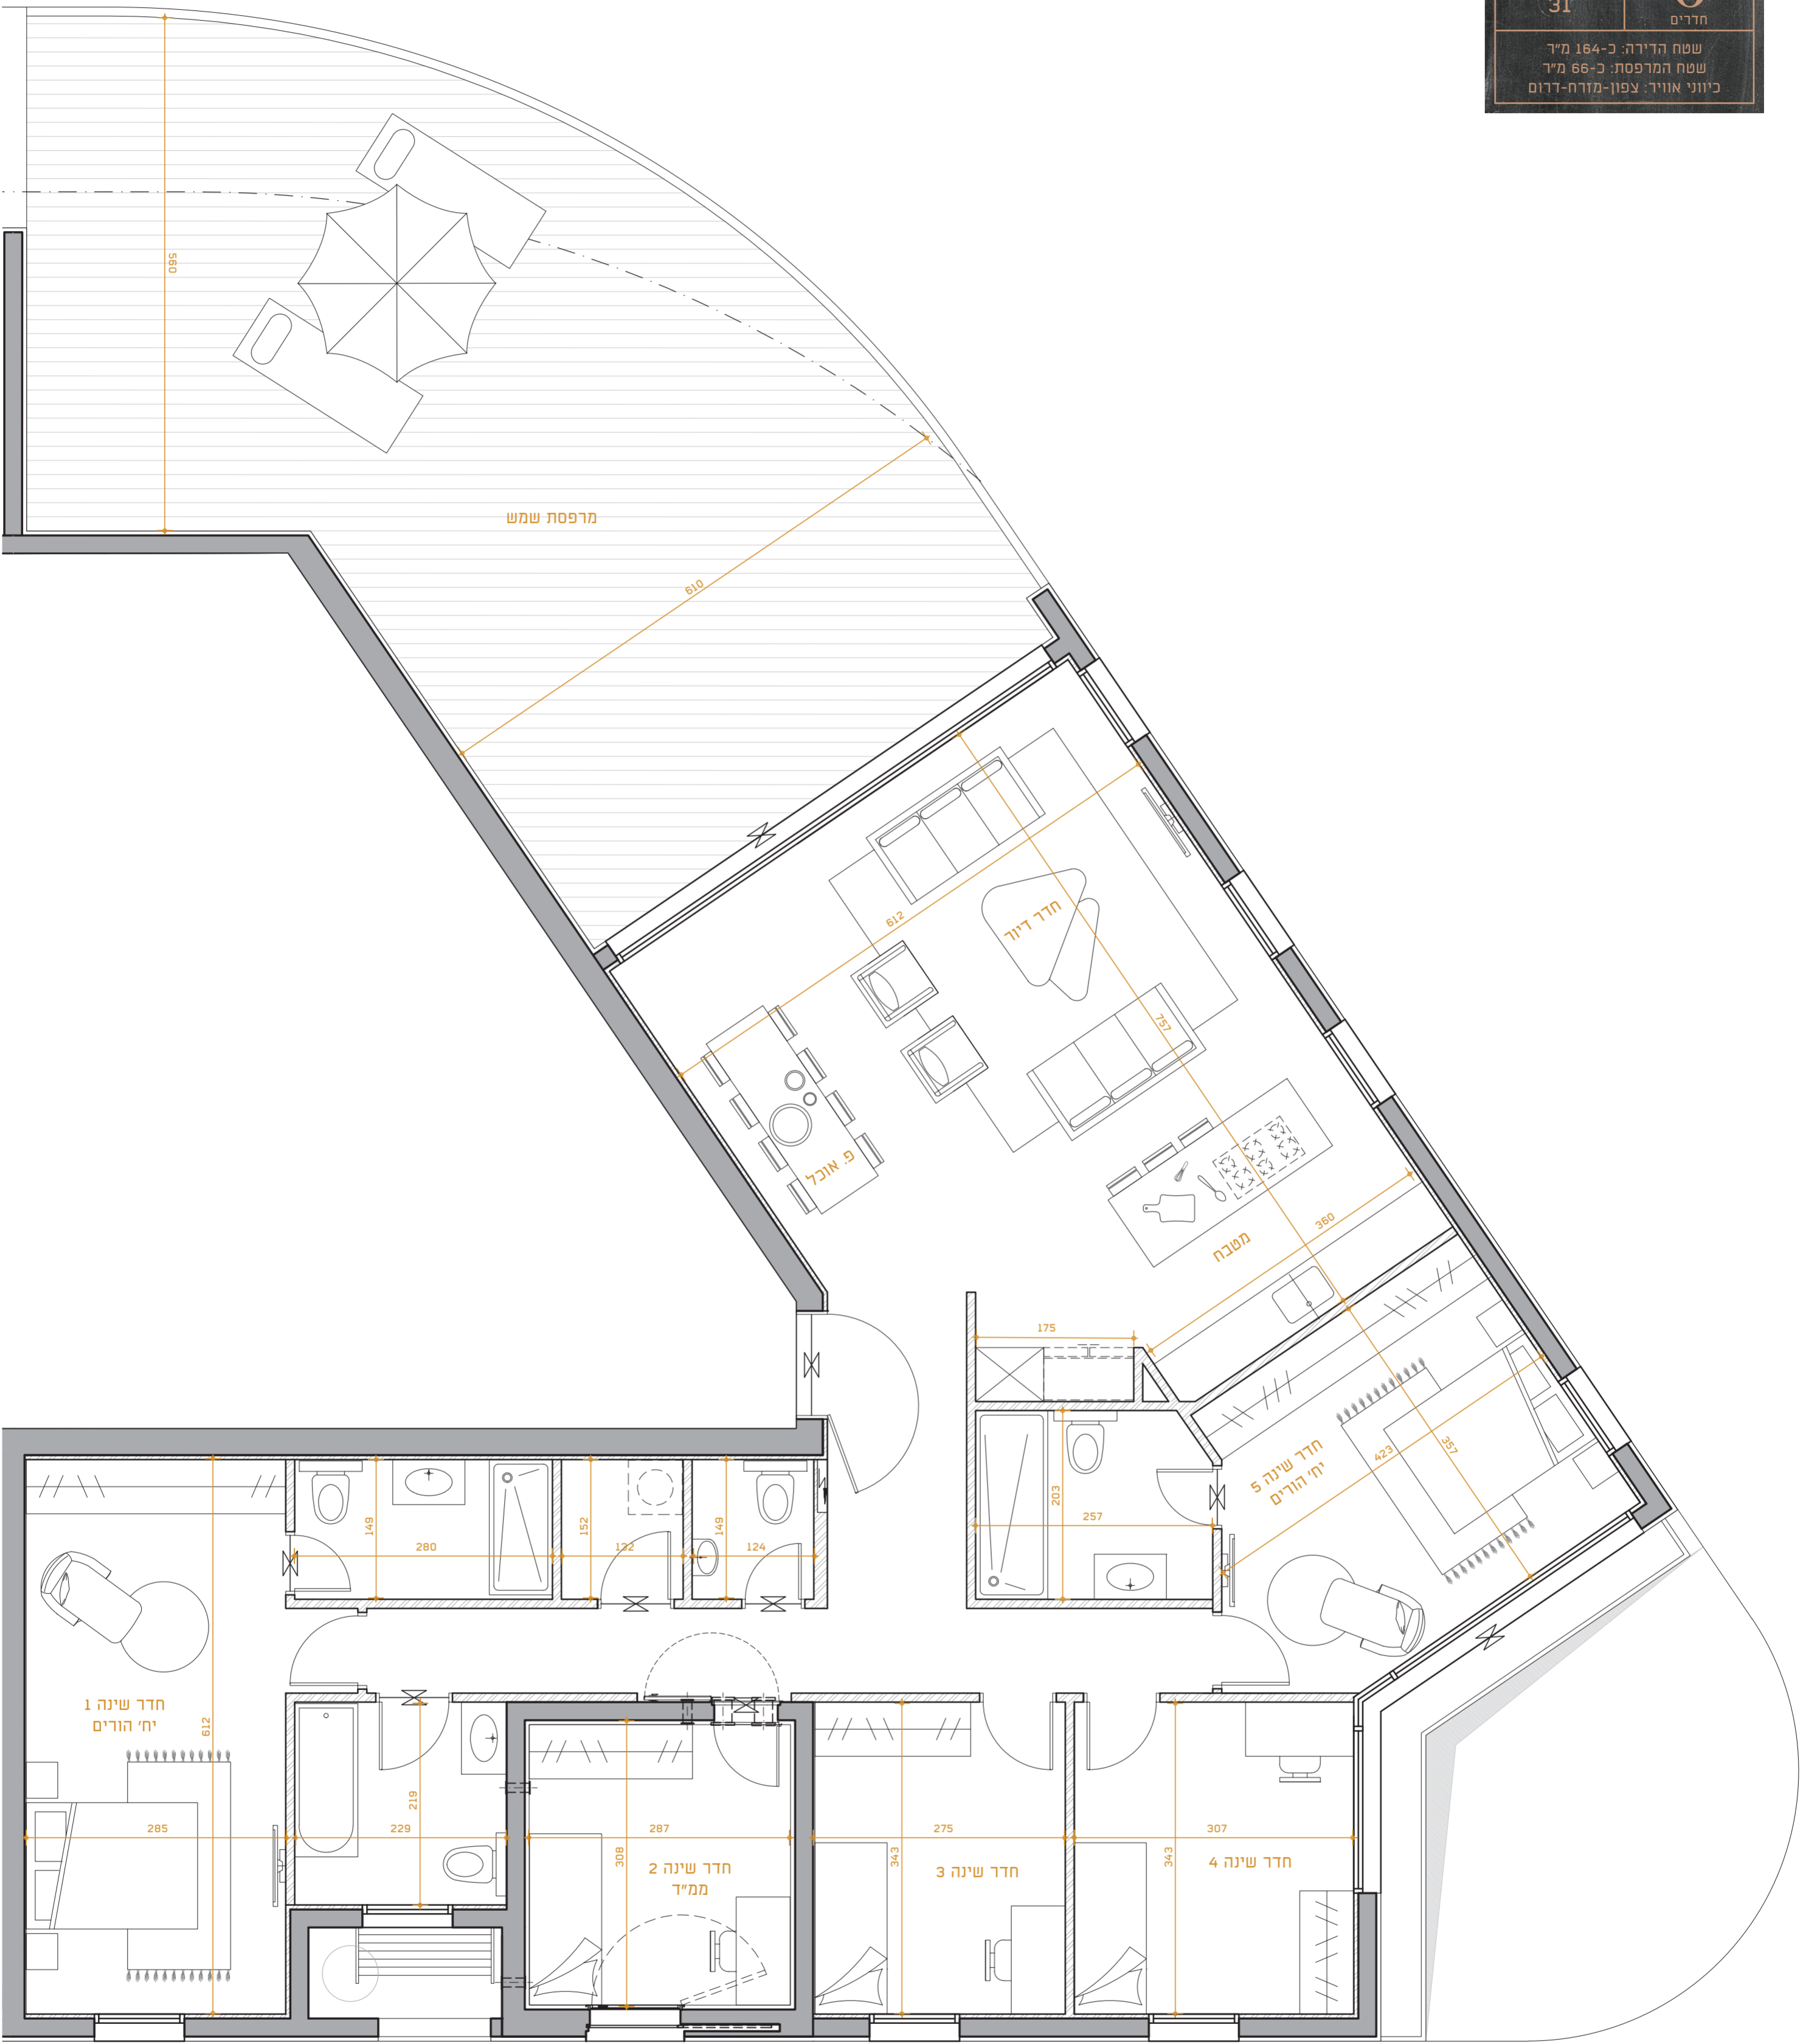 31
חדרים
שטח הדירה: כ-164 מ״ר
שטח המרפסת: כ-66 מ״ר
כיווני אוויר: צפון-מזרח-דרום
560
מרפסת שמש
610
612
חדר דיור
757
פ. אוכל
360
מטבח
175
203
257
חדר שינה 5
יח׳ הורים
423
357
149
280
152
132
149
124
חדר שינה 1
יח׳ הורים
612
285
219
229
287
308
חדר שינה 2
ממ״ד
275
343
חדר שינה 3
307
343
חדר שינה 4